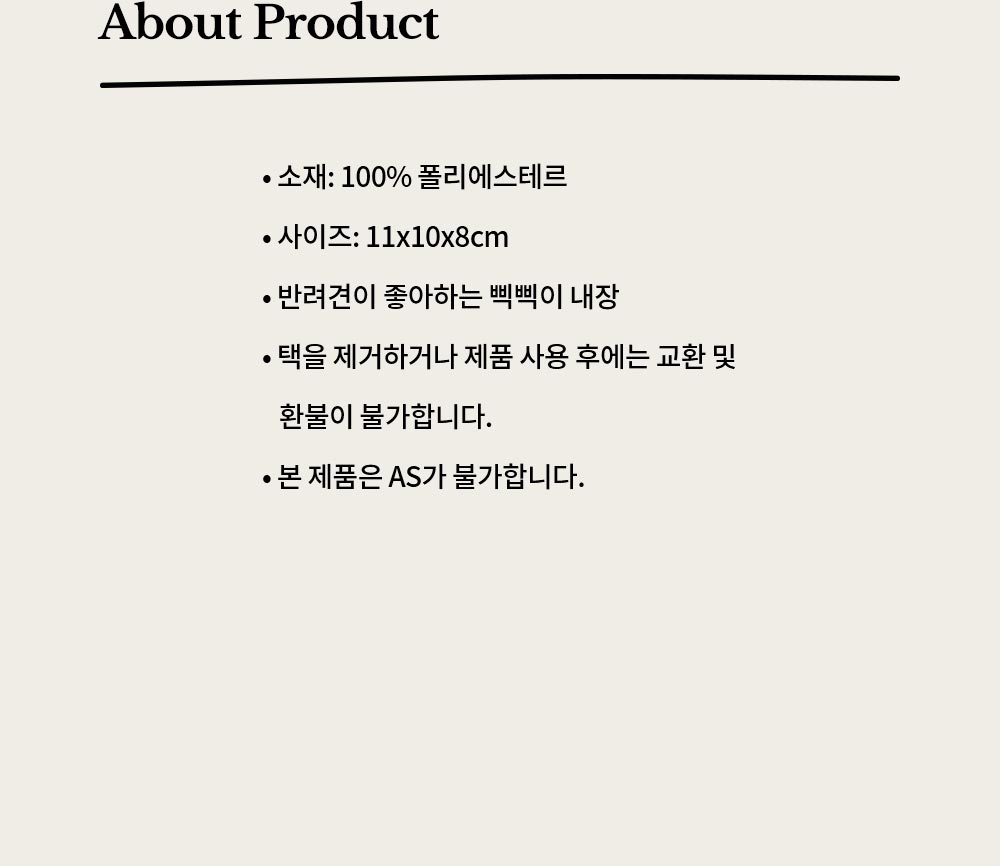 About Product
• 소재: 100% 폴리에스테르
• 사이즈: 11x10x8cm
• 반려견이 좋아하는 삑삑이 내장
• 택을 제거하거나 제품 사용 후에는 교환 및
환불이 불가합니다.
• 본 제품은 AS가 불가합니다.